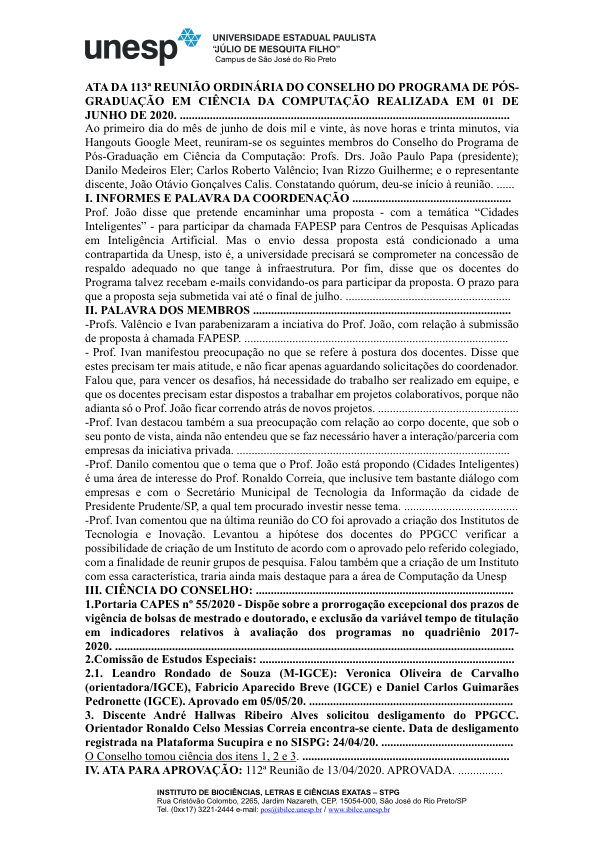 unesp
UNIVERSIDADE ESTADUAL PAULISTA
“JÚLIO DE MESQUITA FILHO”
Campus de São José do Rio Preto
ATA DA 113ª REUNIÃO ORDINÁRIA DO CONSELHO DO PROGRAMA DE PÓS-
GRADUAÇÃO EM CIÊNCIA DA COMPUTAÇÃO REALIZADA EM 01 DE
JUNHO DE 2020. ..............................................................................................................
Ao primeiro dia do mês de junho de dois mil e vinte, às nove horas e trinta minutos, via
Hangouts Google Meet, reuniram-se os seguintes membros do Conselho do Programa de
Pós-Graduação em Ciência da Computação: Profs. Drs. João Paulo Papa (presidente);
Danilo Medeiros Eler; Carlos Roberto Valêncio; Ivan Rizzo Guilherme; e o representante
discente, João Otávio Gonçalves Calis. Constatando quórum, deu-se início à reunião. ......
I. INFORMES E PALAVRA DA COORDENAÇÃO .....................................................
Prof. João disse que pretende encaminhar uma proposta - com a temática “Cidades
Inteligentes” - para participar da chamada FAPESP para Centros de Pesquisas Aplicadas
em Inteligência Artificial. Mas o envio dessa proposta está condicionado a uma
contrapartida da Unesp, isto é, a universidade precisará se comprometer na concessão de
respaldo adequado no que tange à infraestrutura. Por fim, disse que os docentes do
Programa talvez recebam e-mails convidando-os para participar da proposta. O prazo para
que a proposta seja submetida vai até o final de julho. .......................................................
II. PALAVRA DOS MEMBROS ......................................................................................
-Profs. Valêncio e Ivan parabenizaram a inciativa do Prof. João, com relação à submissão
de proposta à chamada FAPESP. ........................................................................................
- Prof. Ivan manifestou preocupação no que se refere à postura dos docentes. Disse que
estes precisam ter mais atitude, e não ficar apenas aguardando solicitações do coordenador.
Falou que, para vencer os desafios, há necessidade do trabalho ser realizado em equipe, e
que os docentes precisam estar dispostos a trabalhar em projetos colaborativos, porque não
adianta só o Prof. João ficar correndo atrás de novos projetos. ...............................................
-Prof. Ivan destacou também a sua preocupação com relação ao corpo docente, que sob o
seu ponto de vista, ainda não entendeu que se faz necessário haver a interação/parceria com
empresas da iniciativa privada. ...........................................................................................
-Prof. Danilo comentou que o tema que o Prof. João está propondo (Cidades Inteligentes)
é uma área de interesse do Prof. Ronaldo Correia, que inclusive tem bastante diálogo com
empresas e com o Secretário Municipal de Tecnologia da Informação da cidade de
Presidente Prudente/SP, a qual tem procurado investir nesse tema. ......................................
-Prof. Ivan comentou que na última reunião do CO foi aprovado a criação dos Institutos de
Tecnologia e Inovação. Levantou a hipótese dos docentes do PPGCC verificar a
possibilidade de criação de um Instituto de acordo com o aprovado pelo referido colegiado,
com a finalidade de reunir grupos de pesquisa. Falou também que a criação de um Instituto
com essa característica, traria ainda mais destaque para a área de Computação da Unesp
III. CIÊNCIA DO CONSELHO: ......................................................................................
1.Portaria CAPES nº 55/2020 - Dispõe sobre a prorrogação excepcional dos prazos de
vigência de bolsas de mestrado e doutorado, e exclusão da variável tempo de titulação
em indicadores relativos à avaliação dos programas no quadriênio 2017-
2020. .....................................................................................................................................
2.Comissão de Estudos Especiais: .....................................................................................
2.1. Leandro Rondado de Souza (M-IGCE): Veronica Oliveira de Carvalho
(orientadora/IGCE), Fabricio Aparecido Breve (IGCE) e Daniel Carlos Guimarães
Pedronette (IGCE). Aprovado em 05/05/20. ....................................................................
3. Discente André Hallwas Ribeiro Alves solicitou desligamento do PPGCC.
Orientador Ronaldo Celso Messias Correia encontra-se ciente. Data de desligamento
registrada na Plataforma Sucupira e no SISPG: 24/04/20. ............................................
O Conselho tomou ciência dos itens 1, 2 e 3. .....................................................................
IV. ATA PARA APROVAÇÃO: 112ª Reunião de 13/04/2020. APROVADA. ...............
INSTITUTO DE BIOCIÊNCIAS, LETRAS E CIÊNCIAS EXATAS – STPG
Rua Cristóvão Colombo, 2265, Jardim Nazareth, CEP. 15054-000, São José do Rio Preto/SP
Tel. (0xx17) 3221-2444 e-mail: pos@ibilce.unesp.br / www.ibilce.unesp.br